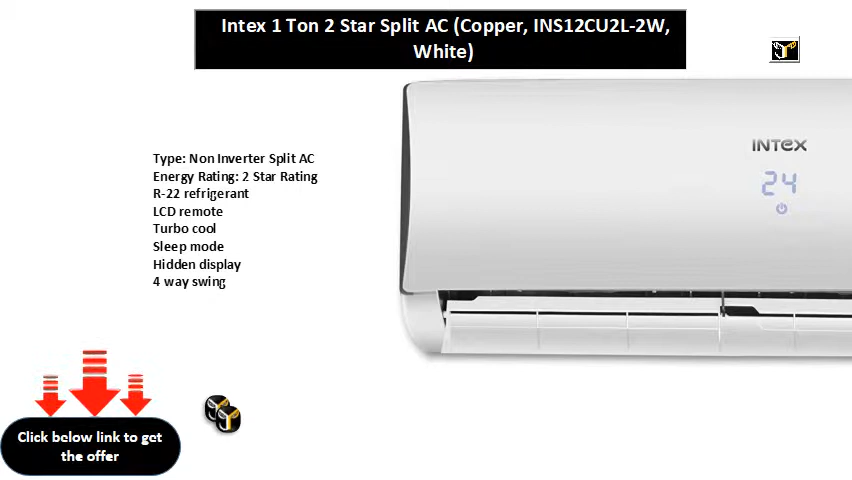 Intex 1 Ton 2 Star Split AC (Copper, INS12CU2L-2W,
White)
INTEX
24
Type: Non Inverter Split AC
Energy Rating: 2 Star Rating
R-22 refrigerant
LCD remote
Turbo cool
Sleep mode
Hidden display
4 way swing
Click below link to get
the offer